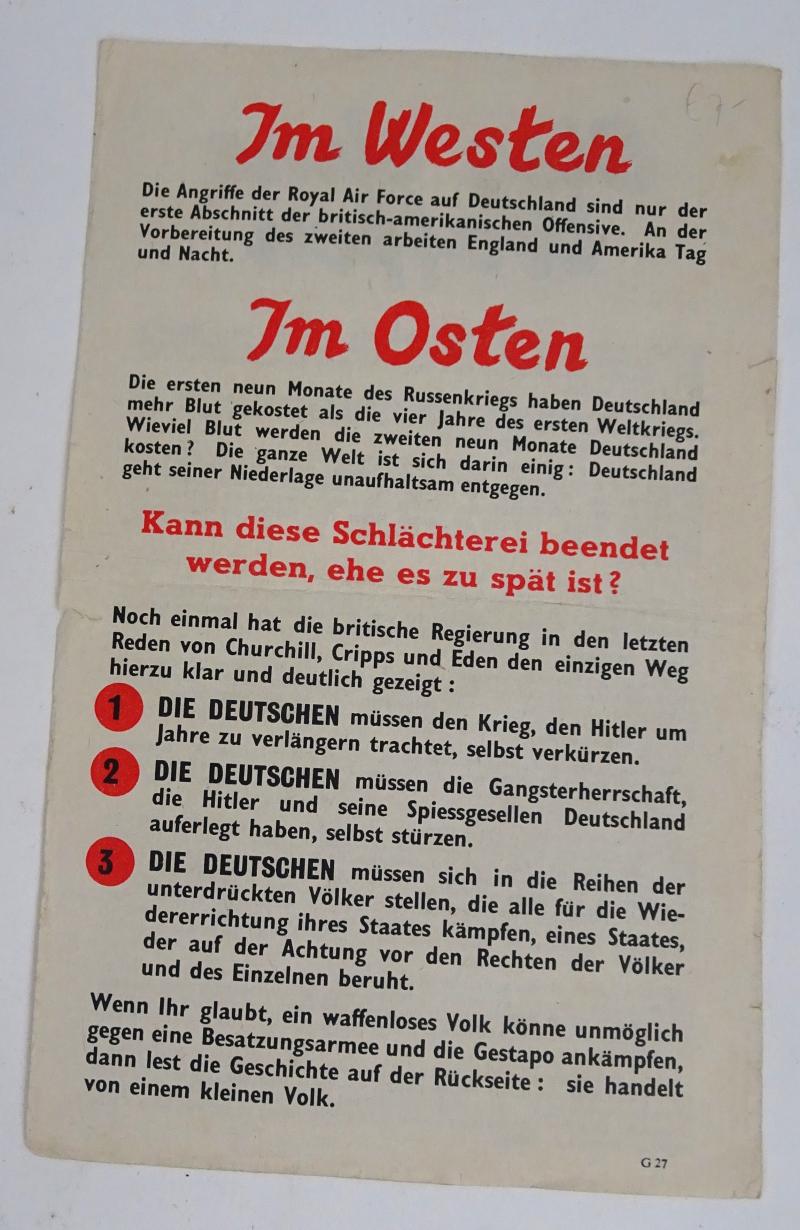 £7-
Im Westen
Die Angriffe der Royal Air Force auf Deutschland sind nur der
erste Abschnitt der britisch-amerikanischen Offensive. An der
Vorbereitung des zweiten arbeiten England und Amerika Tag
und Nacht.
Im Osten
Die ersten neun Monate des Russenkriegs haben Deutschland
mehr Blut gekostet als die vier Jahre des ersten Weltkriegs.
Wieviel Blut werden die zweiten neun Monate Deutschland
kosten? Die ganze Welt ist sich darin einig: Deutschland
geht seiner Niederlage unaufhaltsam entgegen.
Kann diese Schlächterei beendet
werden, ehe es zu spät ist?
Noch einmal hat die britische Regierung in den letzten
Reden von Churchill, Cripps und Eden den einzigen Weg
hierzu klar und deutlich gezeigt:
1 DIE DEUTSCHEN müssen den Krieg, den Hitler um
Jahre zu verlängern trachtet, selbst verkürzen.
2 DIE DEUTSCHEN müssen die Gangsterherrschaft,
die Hitler und seine Spiessgesellen Deutschland
auferlegt haben, selbst stürzen.
3 DIE DEUTSCHEN müssen sich in die Reihen der
unterdrückten Völker stellen, die alle für die Wie-
dererrichtung ihres Staates kämpfen, eines Staates,
der auf der Achtung vor den Rechten der Völker
und des Einzelnen beruht.
Wenn Ihr glaubt, ein waffenloses Volk könne unmöglich
gegen eine Besatzungsarmee und die Gestapo ankämpfen,
dann lest die Geschichte auf der Rückseite: sie handelt
von einem kleinen Volk.
G 27